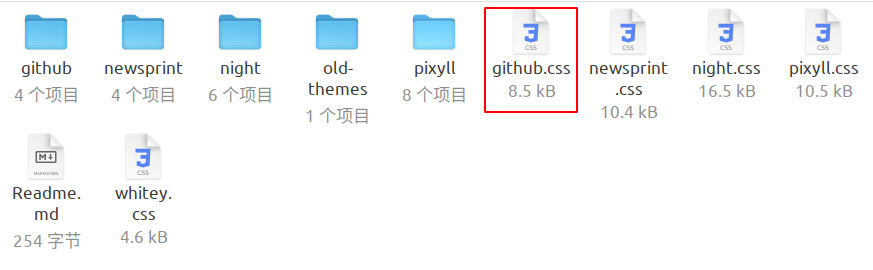 github
4 个项目
newsprint
4 个项目
night
6 个项目
old-
themes
1 个项目
pixyll
8 个项目
CSS
github.css
8.5 kB
CSS
newsprint
.css
10.4 kB
CSS
night.css
16.5 kB
CSS
pixyll.css
10.5 kB
MARKDOWN
Readme.
md
254 字节
CSS
whitey.
css
4.6 kB